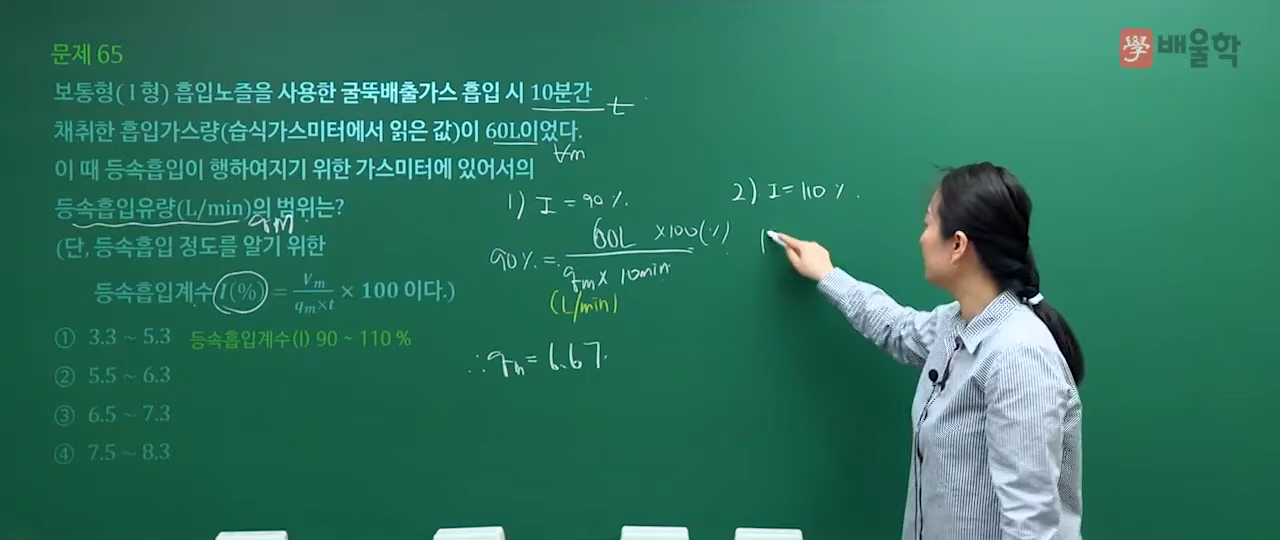 문제 65
學 배울학
보통형(Ⅰ형) 흡입노즐을 사용한 굴뚝배출가스 흡입 시 10분간
t
채취한 흡입가스량(습식가스미터에서 읽은 값)이 60L이었다.
Vm
이 때 등속흡입이 행하여지기 위한 가스미터에 있어서의
등속흡입유량(L/min)의 범위는?
qm
(단, 등속흡입 정도를 알기 위한
등속흡입계수 I(%) = Vm / (qm×t) × 100 이다.)
① 3.3 ~ 5.3
등속흡입계수(I) 90 ~ 110 %
② 5.5 ~ 6.3
③ 6.5 ~ 7.3
④ 7.5 ~ 8.3
1) I = 90 %.
90% = 60L / (qm × 10min) ×100(%)
(L/min)
∴ qm = 6.67.
2) I = 110 %.
1